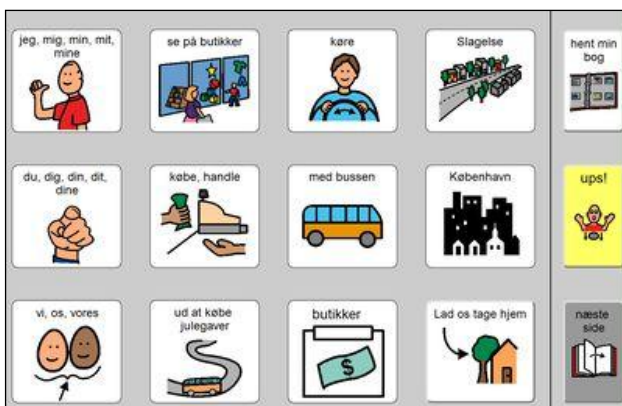 jeg, mig, min, mit,
mine
se på butikker
køre
Slagelse
hent min
bog
du, dig, din, dit,
dine
købe, handle
med bussen
København
ups!
vi, os, vores
ud at købe
julegaver
butikker
$
Lad os tage hjem
næste
side